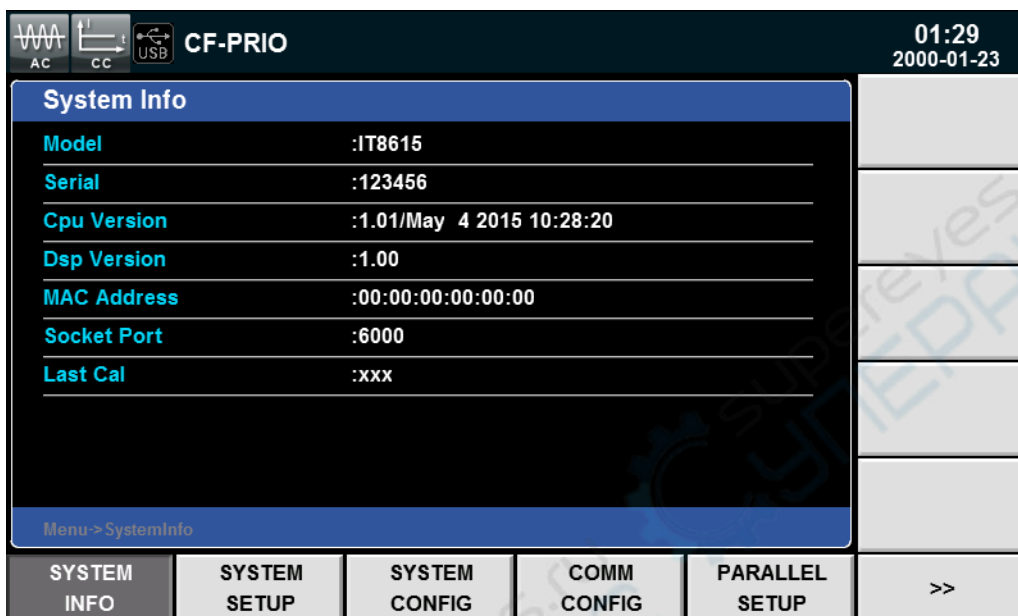 AC CC USB CF-PRIO 01:29
2000-01-23
System Info
Model :IT8615
Serial :123456
Cpu Version :1.01/May 4 2015 10:28:20
Dsp Version :1.00
MAC Address :00:00:00:00:00:00
Socket Port :6000
Last Cal :xxx
Menu->SystemInfo
SYSTEM INFO
SYSTEM SETUP
SYSTEM CONFIG
COMM CONFIG
PARALLEL SETUP
>>